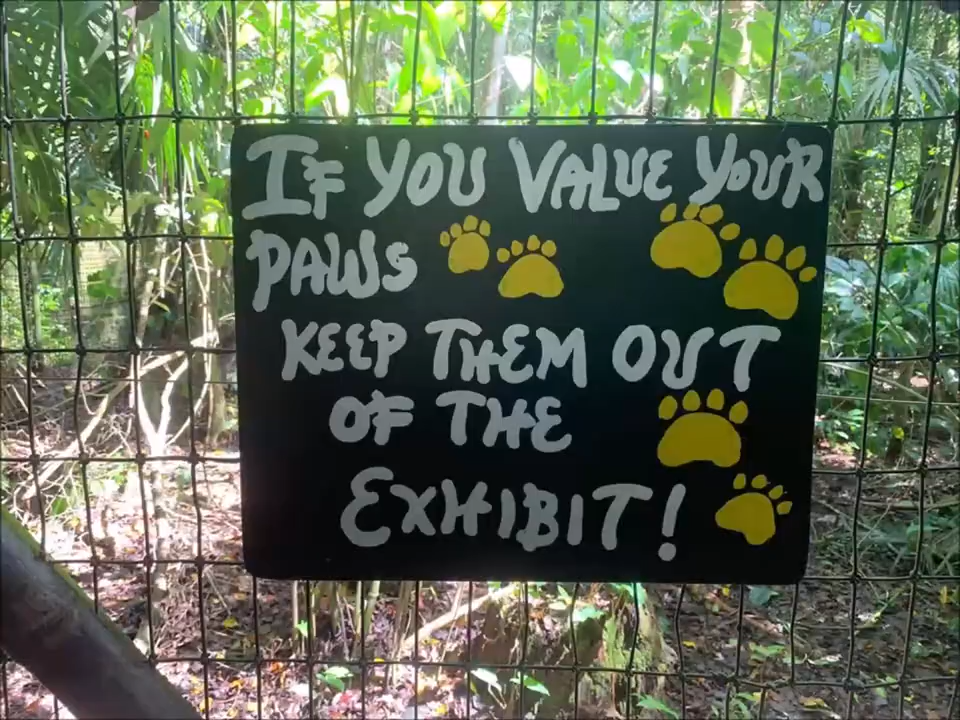 IF YOU VALUE YOUR
PAWS
KEEP THEM OUT
OF THE
EXHIBIT!